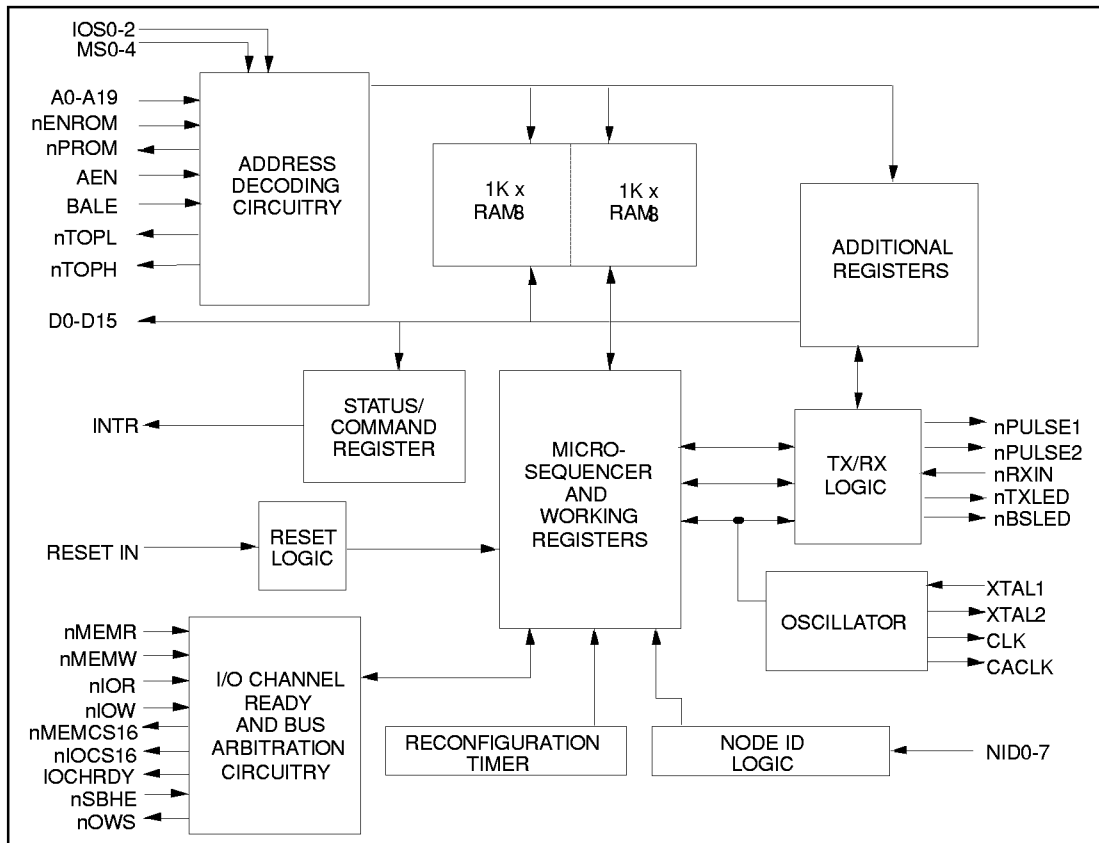 IOS0-2
MS0-4
A0-A19
nENROM
nPROM
AEN
BALE
nTOPL
nTOPH
D0-D15
ADDRESS
DECODING
CIRCUITRY
1K x
RAM8
1K x
RAM8
ADDITIONAL
REGISTERS
INTR
STATUS/
COMMAND
REGISTER
MICRO-
SEQUENCER
AND
WORKING
REGISTERS
TX/RX
LOGIC
nPULSE1
nPULSE2
nRXIN
nTXLED
nBSLED
RESET IN
RESET
LOGIC
OSCILLATOR
XTAL1
XTAL2
CLK
CACLK
nMEMR
nMEMW
nIOR
nIOW
nMEMCS16
nIOCS16
IOCHRDY
nSBHE
nOWS
I/O CHANNEL
READY
AND BUS
ARBITRATION
CIRCUITRY
RECONFIGURATION
TIMER
NODE ID
LOGIC
NID0-7